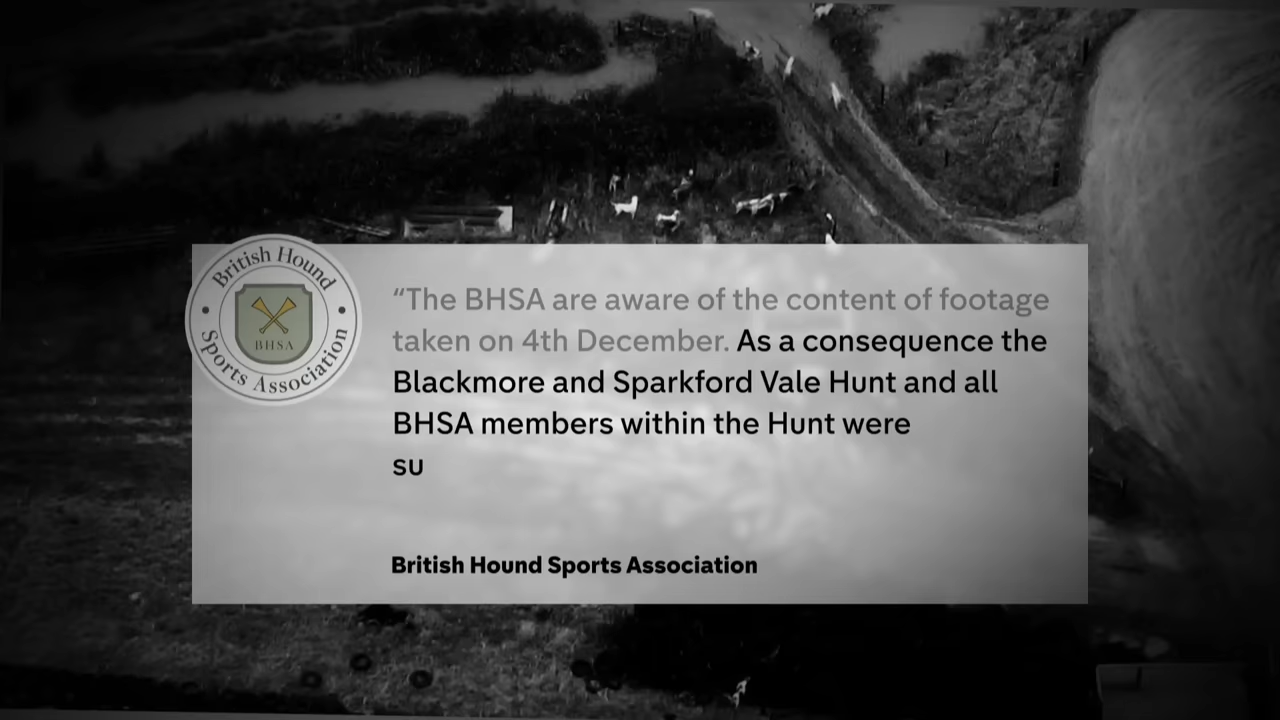 British Hound
Sports Association
BHSA
“The BHSA are aware of the content of footage
taken on 4th December. As a consequence the
Blackmore and Sparkford Vale Hunt and all
BHSA members within the Hunt were
su
British Hound Sports Association